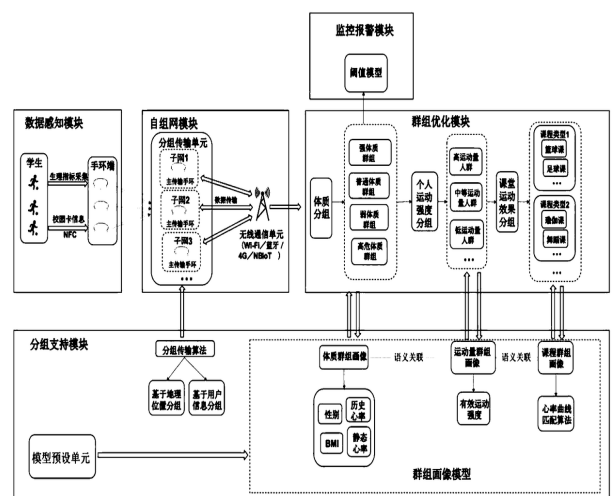 监控报警模块
阈值模型
数据感知模块
学生
手环端
生理指标采集
校园卡信息
NFC
自组网模块
分组传输单元
子网1
主传输手环
子网2
主传输手环
子网3
主传输手环
数据传输
无线通信单元
(Wi-Fi/蓝牙/
4G/NBIoT )
群组优化模块
体质
分组
强体质
群组
普通体质
群组
弱体质
群组
高危体质
群组
个人
运动
强度
分组
高运动量
人群
中等运动
量人群
低运动量
人群
课堂
运动
效果
分组
课程类型1
篮球课
足球课
课程类型2
瑜伽课
舞蹈课
分组支持模块
分组传输算法
基于地理
位置分组
基于用户
信息分组
模型预设单元
体质群组画像
语义关联
运动量群组
画像
语义关联
课程群组
画像
性别
历史
心率
BMI
静态
心率
有效运动
强度
心率曲线
匹配算法
群组画像模型